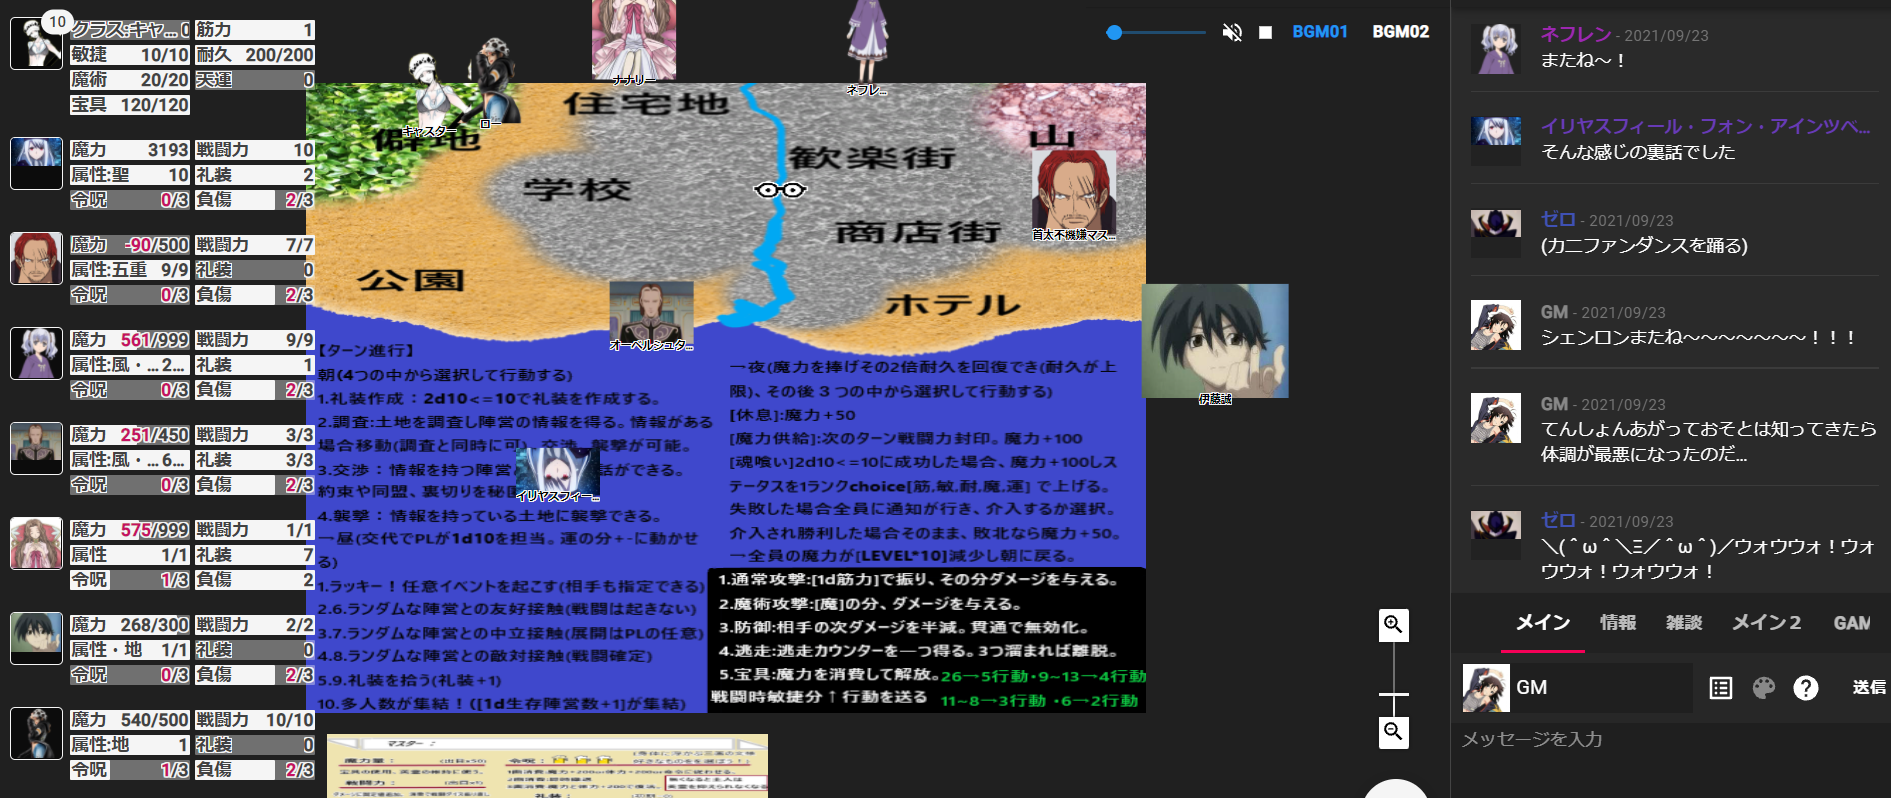 10
クラス:キャ... 0
筋力 1
敏捷 10/10
耐久 200/200
魔術 20/20
天運 0
宝具 120/120
魔力 3193
戦闘力 10
属性:聖 10
礼装 2
令呪 0/3
負傷 2/3
魔力 -90/500
戦闘力 7/7
属性:五重 9/9
礼装 0
令呪 0/3
負傷 2/3
魔力 561/999
戦闘力 9/9
属性:風・... 2...
礼装 1
令呪 0/3
負傷 2/3
魔力 251/450
戦闘力 3/3
属性:風・... 6...
礼装 3/3
令呪 0/3
負傷 2/3
魔力 575/999
戦闘力 1/1
属性 1/1
礼装 7
令呪 1/3
負傷 2
魔力 268/300
戦闘力 2/2
属性・地 1/1
礼装 0
令呪 0/3
負傷 2/3
魔力 540/500
戦闘力 10/10
属性:地 1
礼装 0
令呪 1/3
負傷 2/3
ナナリー
ネフレ...
キャスター
ロー
住宅地
僻地
山
歓楽街
学校
商店街
首太不機嫌マス...
公園
ホテル
オーベルシュタ...
伊藤誠
イリヤスフィー...
【ターン進行】
朝(4つの中から選択して行動する)
1.礼装作成：2d10<=10で礼装を作成する。
2.調査:土地を調査し陣営の情報を得る。情報がある
場合移動(調査と同時に可)、交渉、襲撃が可能。
3.交渉：情報を持つ陣営と
話ができる。
約束や同盟、裏切りを秘匿
4.襲撃：情報を持っている土地に襲撃できる。
→昼(交代でPLが1d10を担当。運の分+-に動かせ
る)
1.ラッキー！任意イベントを起こす(相手も指定できる)
2.6.ランダムな陣営との友好接触(戦闘は起きない)
3.7.ランダムな陣営との中立接触(展開はPLの任意)
4.8.ランダムな陣営との敵対接触(戦闘確定)
5.9.礼装を拾う(礼装+1)
10.多人数が集結！([1d生存陣営数+1]が集結)
→夜(魔力を捧げその2倍耐久を回復でき(耐久が上
限)、その後３つの中から選択して行動する)
[休息]:魔力+50
[魔力供給]:次のターン戦闘力封印。魔力+100
[魂喰い]2d10<=10に成功した場合、魔力+100しス
テータスを1ランクchoice[筋,敏,耐,魔,運] で上げる。
失敗した場合全員に通知が行き、介入するか選択。
介入され勝利した場合そのまま、敗北なら魔力+50。
→全員の魔力が[LEVEL*10]減少し朝に戻る。
1.通常攻撃:[1d筋力]で振り、その分ダメージを与える。
2.魔術攻撃:[魔]の分、ダメージを与える。
3.防御:相手の次ダメージを半減。貫通で無効化。
4.逃走:逃走カウンターを一つ得る。3つ溜まれば離脱。
5.宝具:魔力を消費して解放。26→5行動・9~13→4行動
戦闘時敏捷分↑行動を送る 11~8→3行動・6→2行動
マスター：
魔力量：
令呪：
戦闘力：
礼装：
BGM01
BGM02
ネフレン - 2021/09/23
またね～！
イリヤスフィール・フォン・アインツベ...
そんな感じの裏話でした
ゼロ - 2021/09/23
(カニファンダンスを踊る)
GM - 2021/09/23
シェンロンまたね～～～～～～～！！！
GM - 2021/09/23
てんしょんあがっておそとは知ってきたら
体調が最悪になったのだ...
ゼロ - 2021/09/23
＼(＾ω＾＼Ξ／＾ω＾)／ウォウウォ！ウォ
ウウォ！ウォウウォ！
メイン
情報
雑談
メイン２
GAM
GM
送信
メッセージを入力